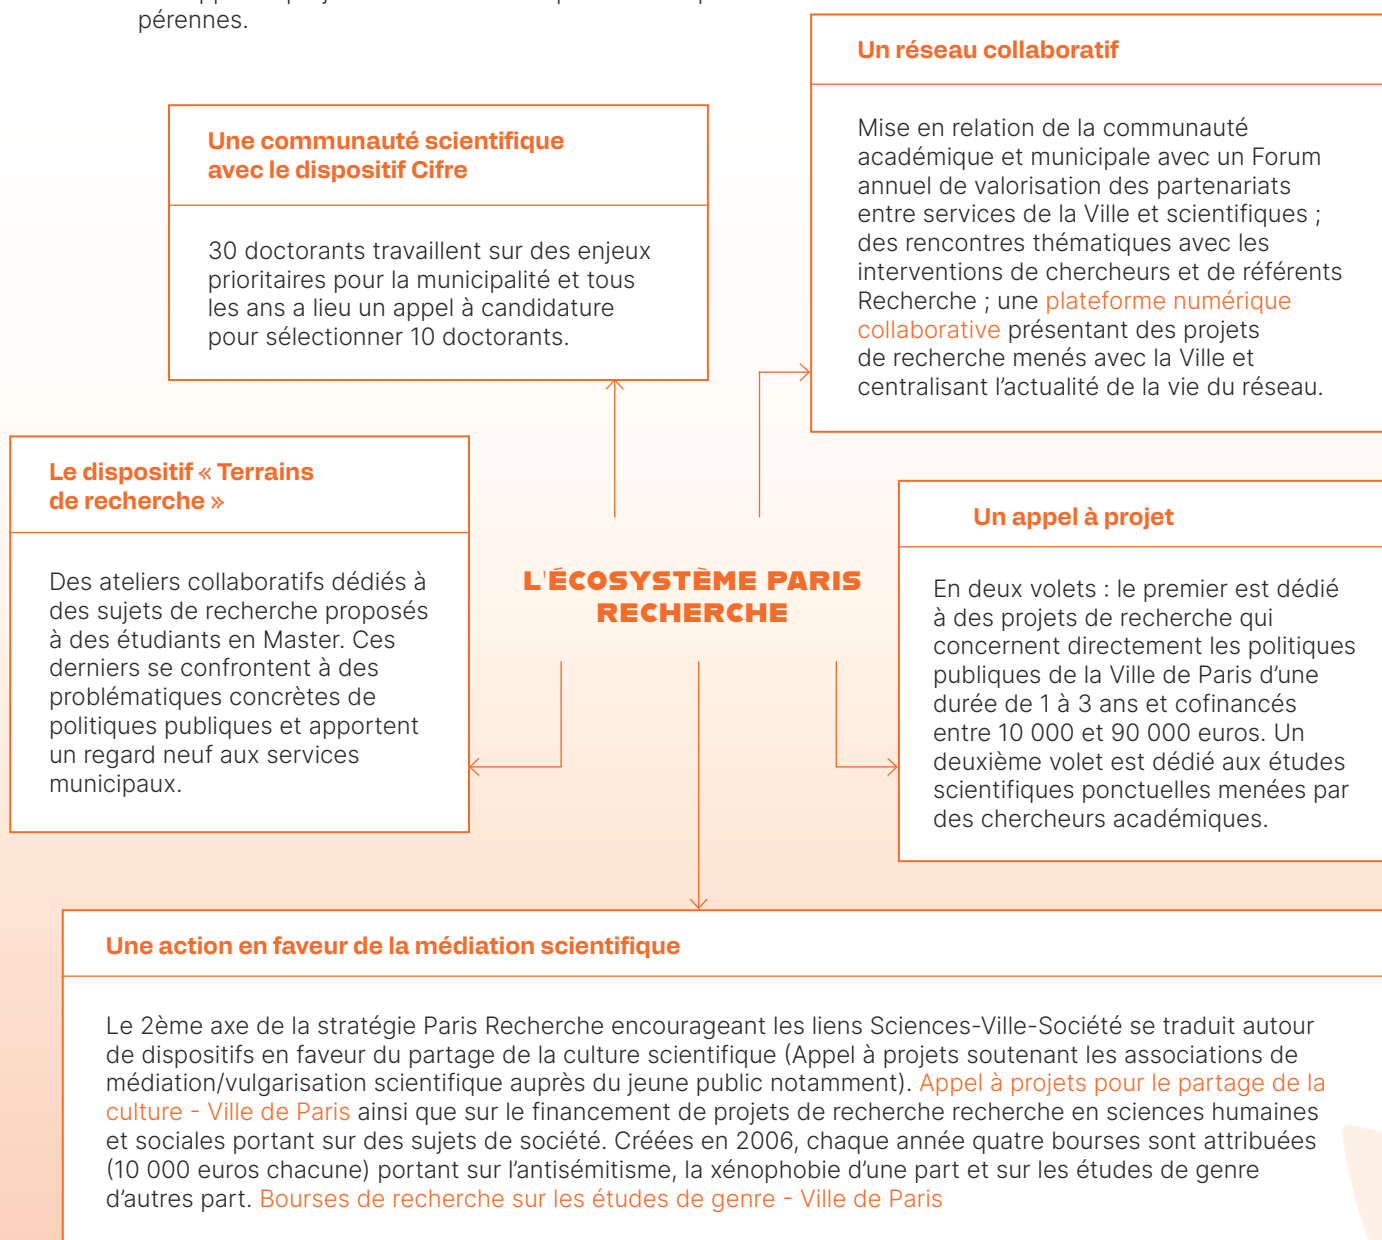 pérennes.
Un réseau collaboratif
Mise en relation de la communauté
académique et municipale avec un Forum
annuel de valorisation des partenariats
entre services de la Ville et scientifiques ;
des rencontres thématiques avec les
interventions de chercheurs et de référents
Recherche ; une plateforme numérique
collaborative présentant des projets
de recherche menés avec la Ville et
centralisant l’actualité de la vie du réseau.
Une communauté scientifique
avec le dispositif Cifre
30 doctorants travaillent sur des enjeux
prioritaires pour la municipalité et tous
les ans a lieu un appel à candidature
pour sélectionner 10 doctorants.
Le dispositif « Terrains
de recherche »
Des ateliers collaboratifs dédiés à
des sujets de recherche proposés
à des étudiants en Master. Ces
derniers se confrontent à des
problématiques concrètes de
politiques publiques et apportent
un regard neuf aux services
municipaux.
L'ÉCOSYSTÈME PARIS
RECHERCHE
Un appel à projet
En deux volets : le premier est dédié
à des projets de recherche qui
concernent directement les politiques
publiques de la Ville de Paris d’une
durée de 1 à 3 ans et cofinancés
entre 10 000 et 90 000 euros. Un
deuxième volet est dédié aux études
scientifiques ponctuelles menées par
des chercheurs académiques.
Une action en faveur de la médiation scientifique
Le 2ème axe de la stratégie Paris Recherche encourageant les liens Sciences-Ville-Société se traduit autour
de dispositifs en faveur du partage de la culture scientifique (Appel à projets soutenant les associations de
médiation/vulgarisation scientifique auprès du jeune public notamment). Appel à projets pour le partage de la
culture - Ville de Paris ainsi que sur le financement de projets de recherche recherche en sciences humaines
et sociales portant sur des sujets de société. Créées en 2006, chaque année quatre bourses sont attribuées
(10 000 euros chacune) portant sur l’antisémitisme, la xénophobie d’une part et sur les études de genre
d’autres part. Bourses de recherche sur les études de genre - Ville de Paris